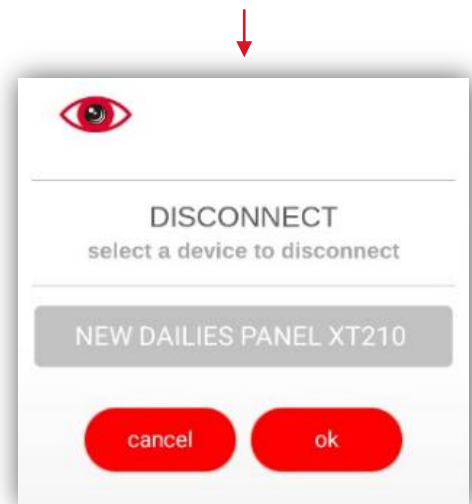 DISCONNECT
select a device to disconnect
NEW DAILIES PANEL XT210
cancel
ok